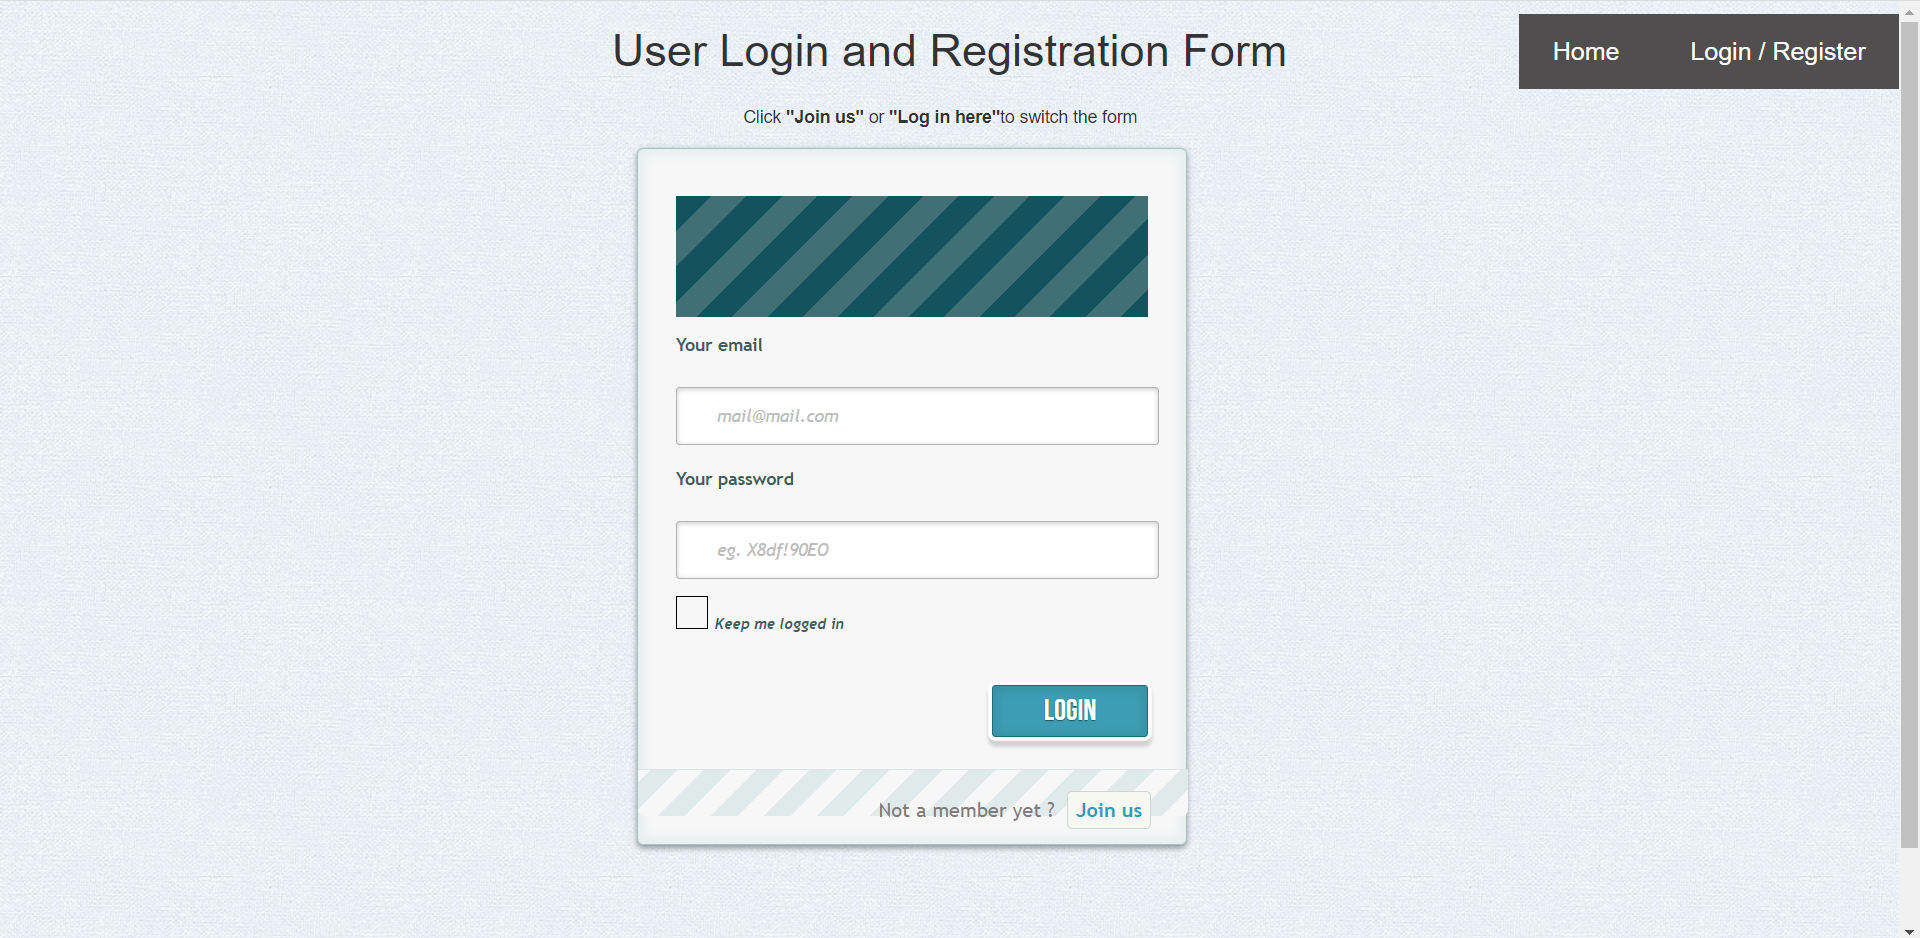 User Login and Registration Form
Home
Login / Register
Click "Join us" or "Log in here"to switch the form
Your email
mail@mail.com
Your password
eg. X8df!90EO
Keep me logged in
LOGIN
Not a member yet ? Join us